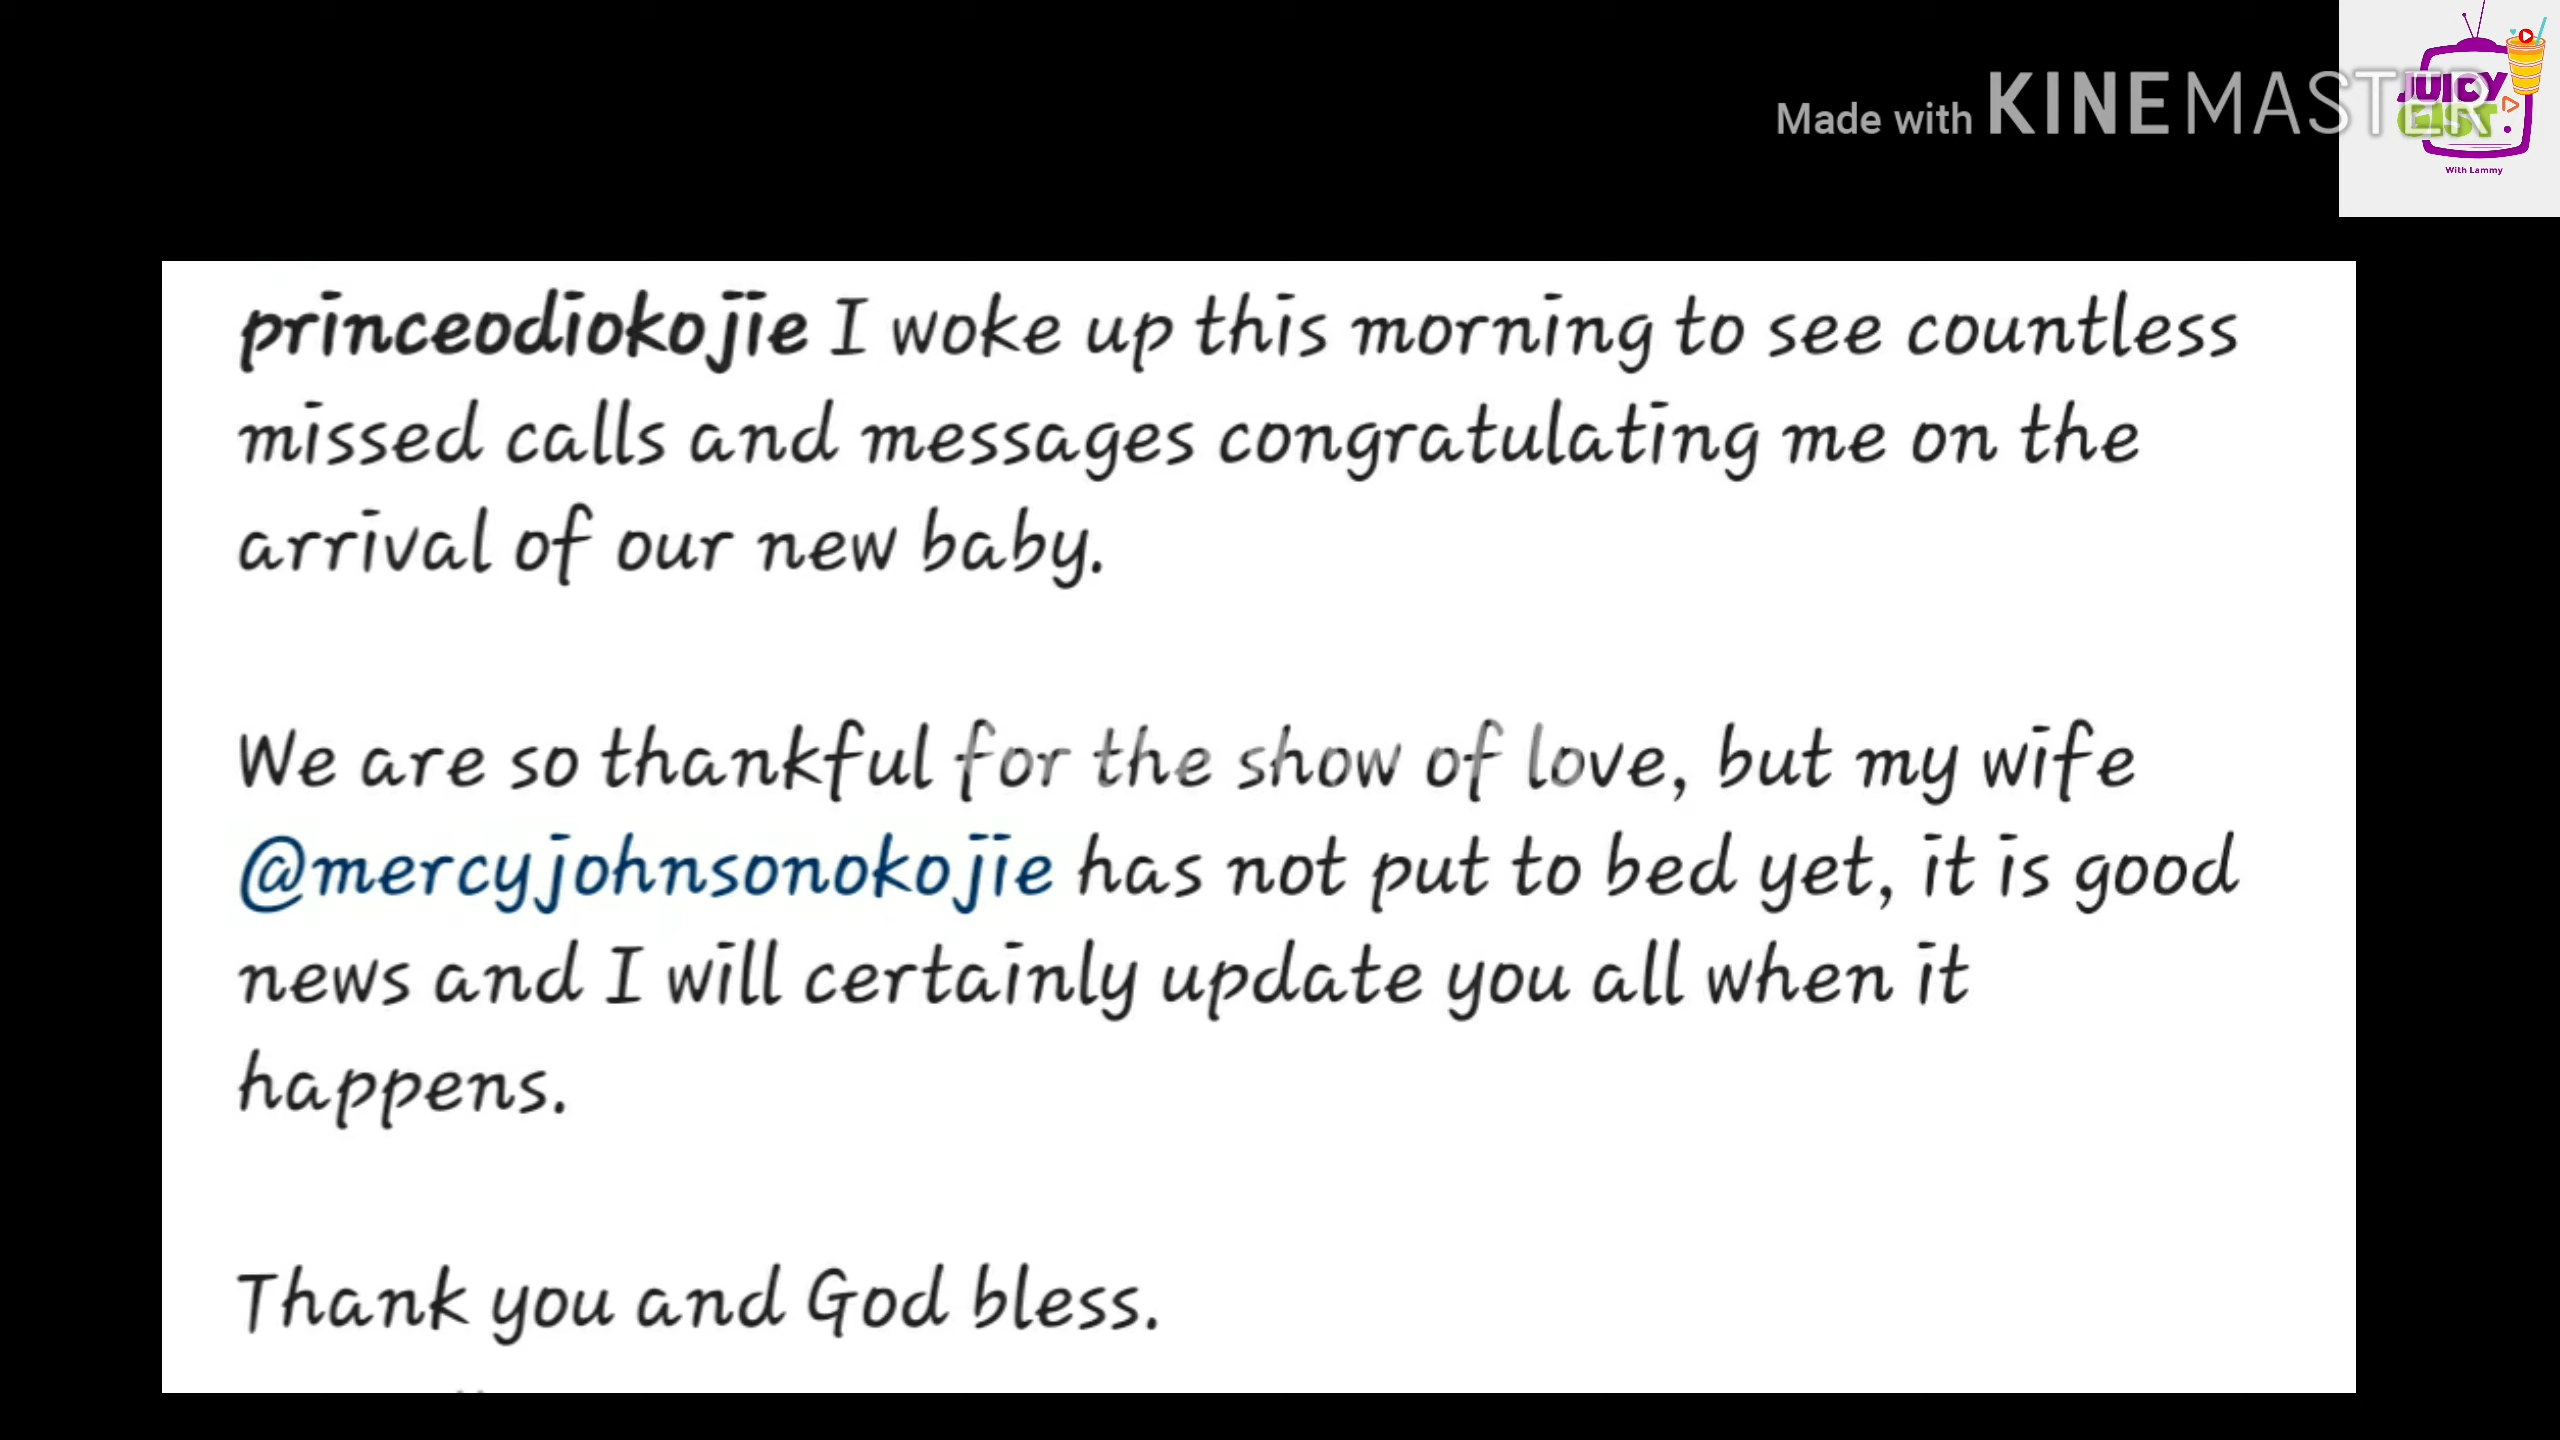 Made with KINEMASTER
JUICY
GIST
With Lammy
princeodiokojie I woke up this morning to see countless
missed calls and messages congratulating me on the
arrival of our new baby.
We are so thankful for the show of love, but my wife
@mercyjohnsonokojie has not put to bed yet, it is good
news and I will certainly update you all when it
happens.
Thank you and God bless.